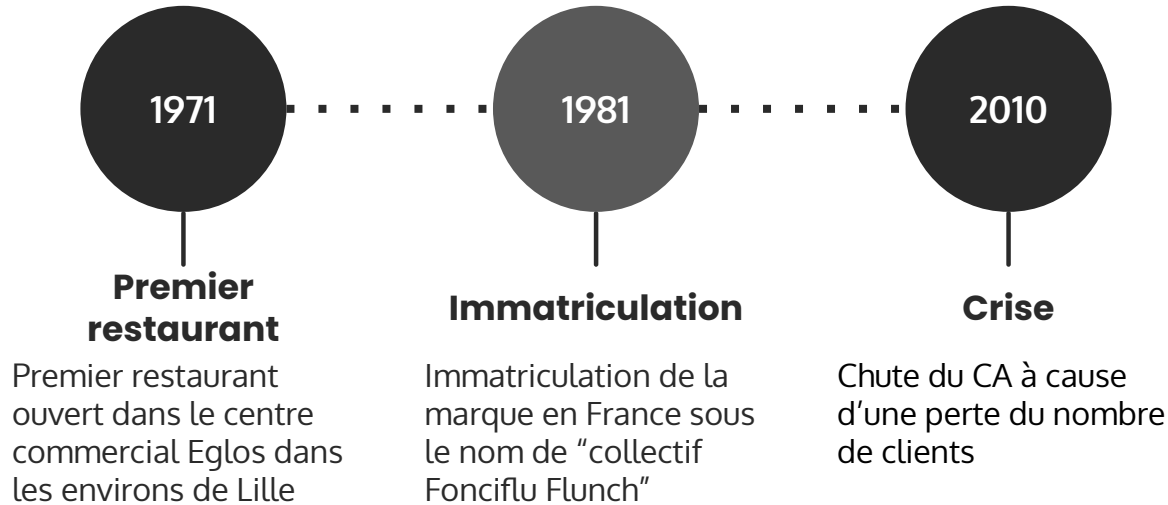 1971
Premier
restaurant
Premier restaurant
ouvert dans le centre
commercial Eglos dans
les environs de Lille
1981
Immatriculation
Immatriculation de la
marque en France sous
le nom de “collectif
Fonciflu Flunch”
2010
Crise
Chute du CA à cause
d’une perte du nombre
de clients